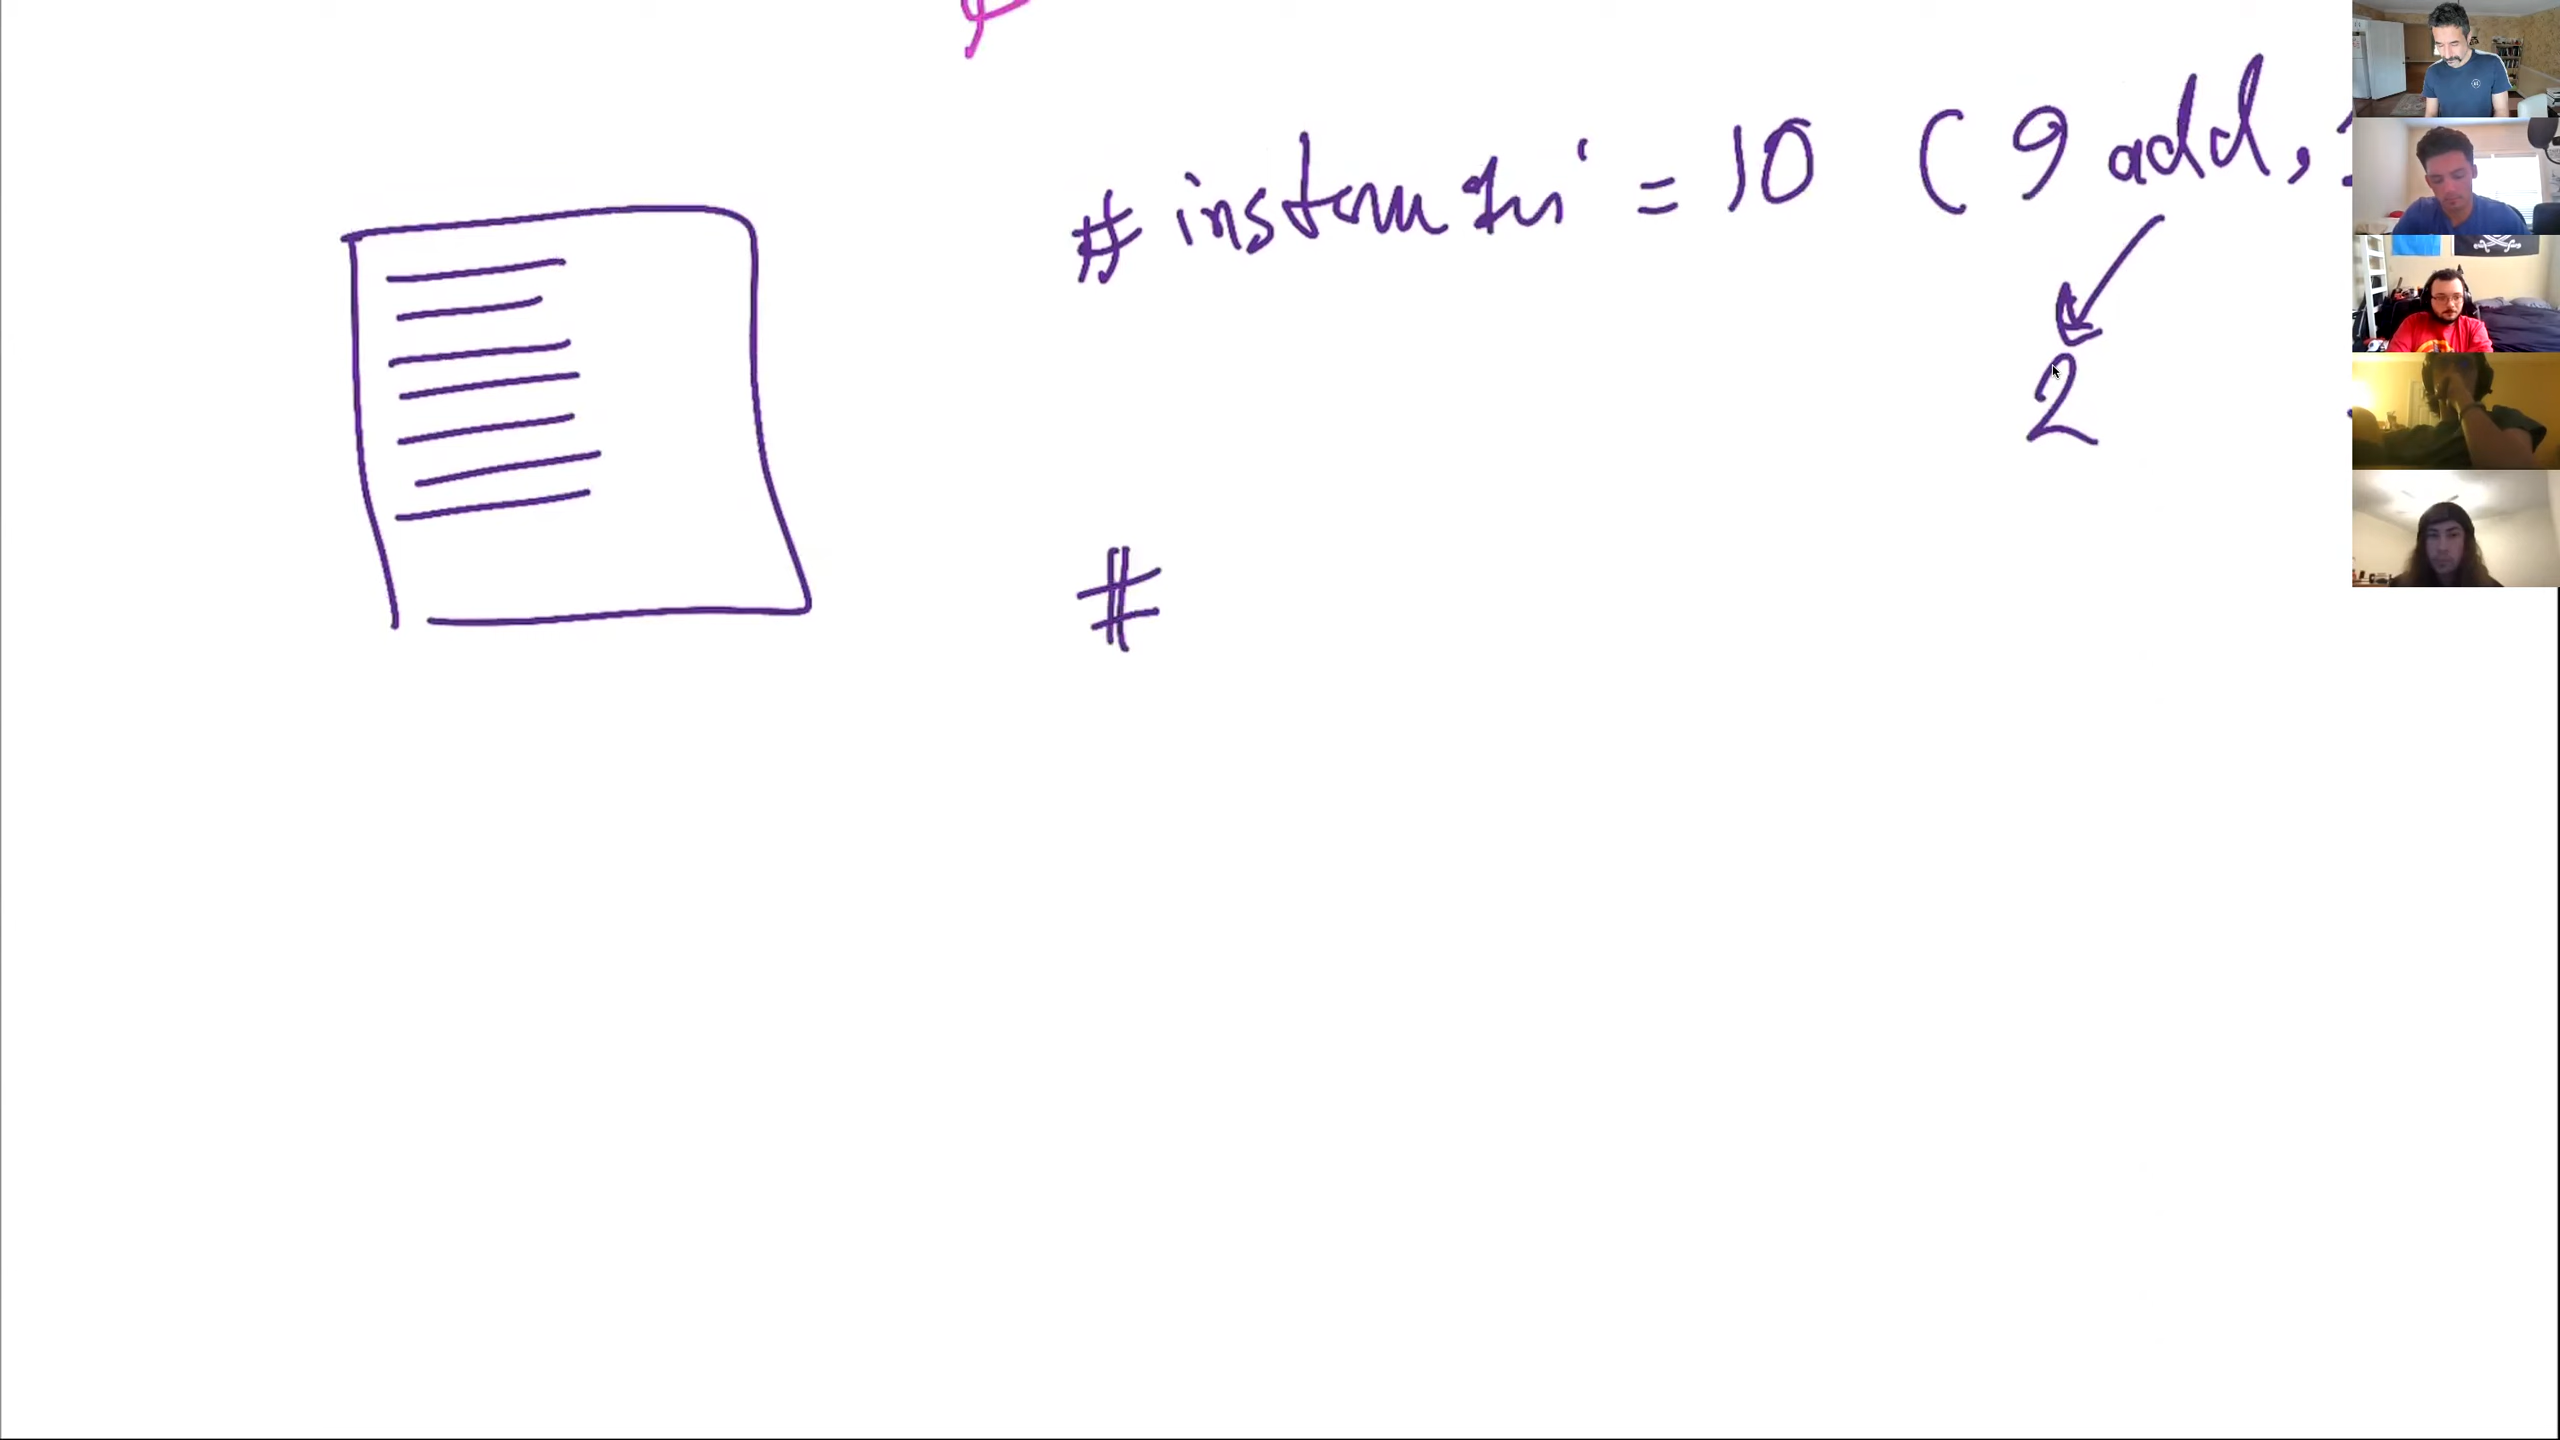 # instructions = 10 ( 9 add,
2
#